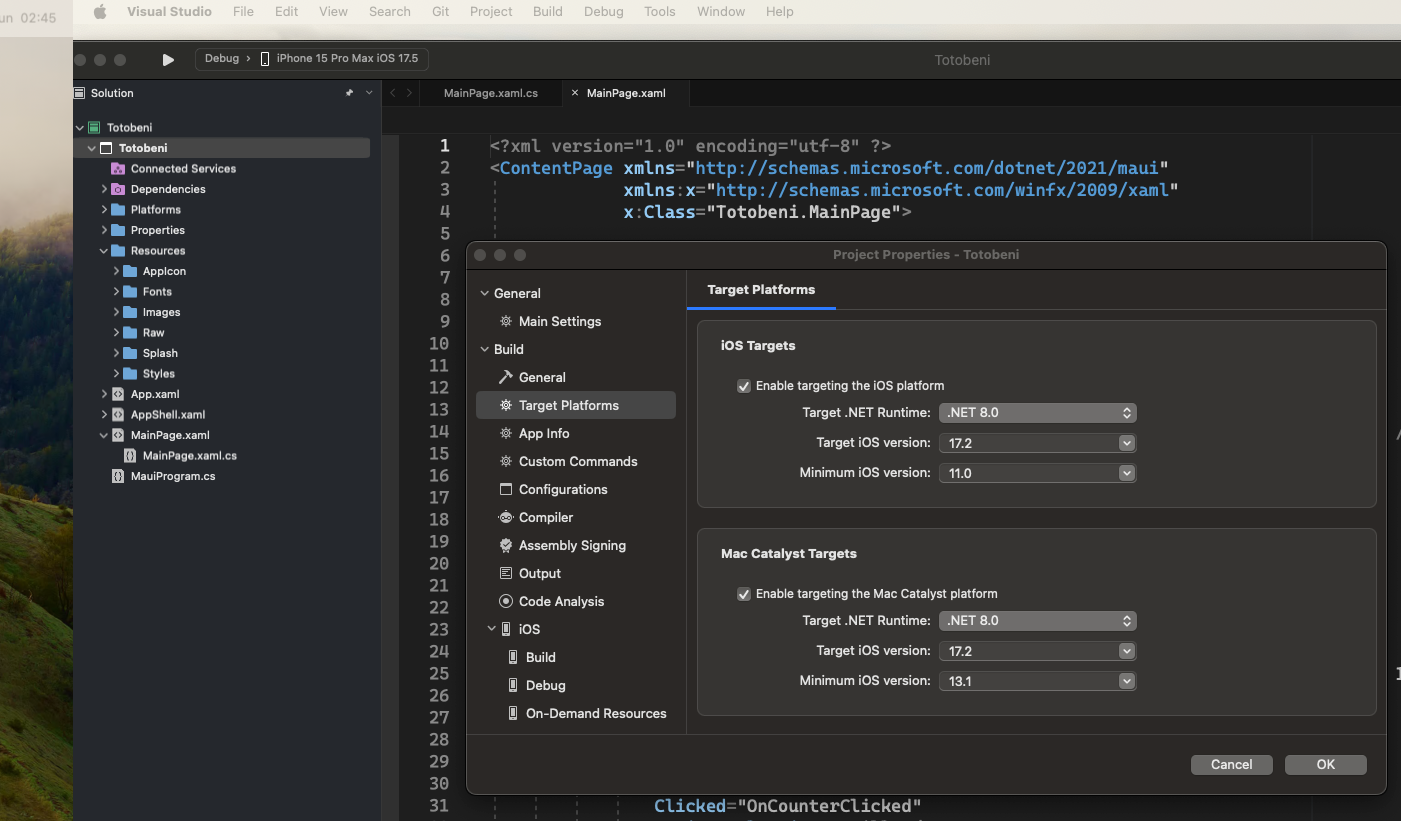 un 02:45
Visual Studio File Edit View Search Git Project Build Debug Tools Window Help
Debug › iPhone 15 Pro Max iOS 17.5
Totobeni
Solution
MainPage.xaml.cs
× MainPage.xaml
Totobeni
Totobeni
Connected Services
Dependencies
Platforms
Properties
Resources
AppIcon
Fonts
Images
Raw
Splash
Styles
App.xaml
AppShell.xaml
MainPage.xaml
MainPage.xaml.cs
MauiProgram.cs
1 <?xml version="1.0" encoding="utf-8" ?>
2 <ContentPage xmlns="http://schemas.microsoft.com/dotnet/2021/maui"
3 xmlns:x="http://schemas.microsoft.com/winfx/2009/xaml"
4 x:Class="Totobeni.MainPage">
5
6
7
8
9
10
11
12
13
14
15
16
17
18
19
20
21
22
23
24
25
26
27
28
29
30
31 Clicked="OnCounterClicked"
Project Properties - Totobeni
General
Main Settings
Build
General
Target Platforms
App Info
Custom Commands
Configurations
Compiler
Assembly Signing
Output
Code Analysis
iOS
Build
Debug
On-Demand Resources
Target Platforms
iOS Targets
Enable targeting the iOS platform
Target .NET Runtime: .NET 8.0
Target iOS version: 17.2
Minimum iOS version: 11.0
Mac Catalyst Targets
Enable targeting the Mac Catalyst platform
Target .NET Runtime: .NET 8.0
Target iOS version: 17.2
Minimum iOS version: 13.1
Cancel OK